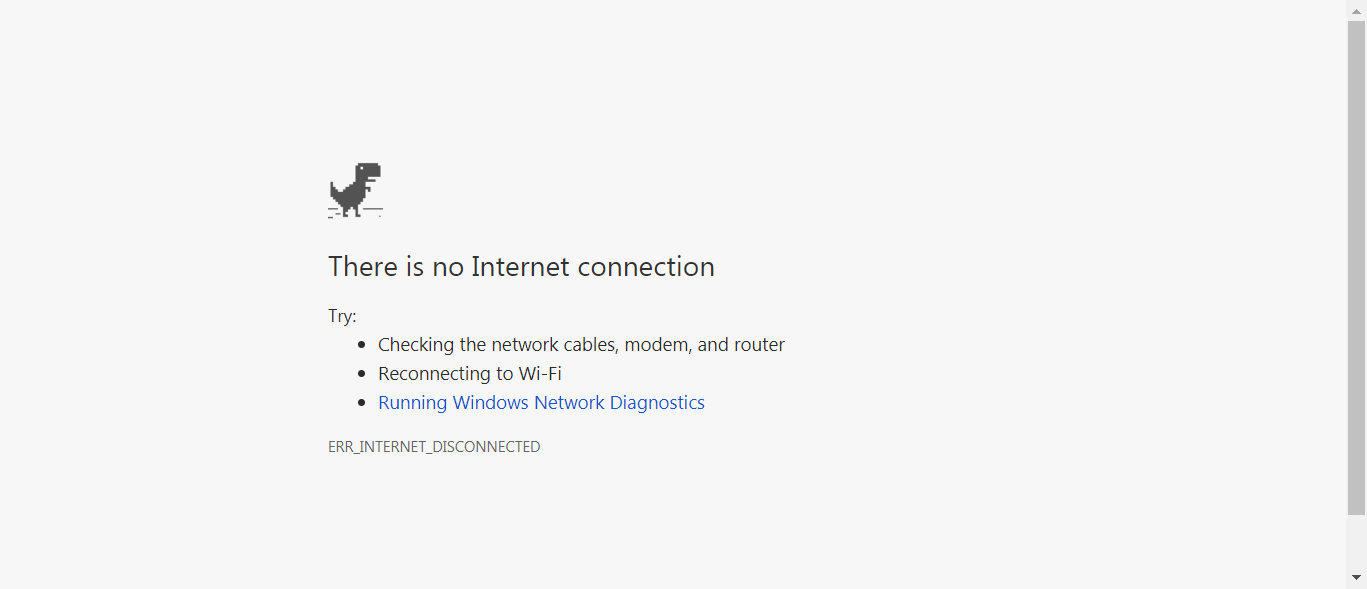 There is no Internet connection
Try:
Checking the network cables, modem, and router
Reconnecting to Wi-Fi
Running Windows Network Diagnostics
ERR_INTERNET_DISCONNECTED